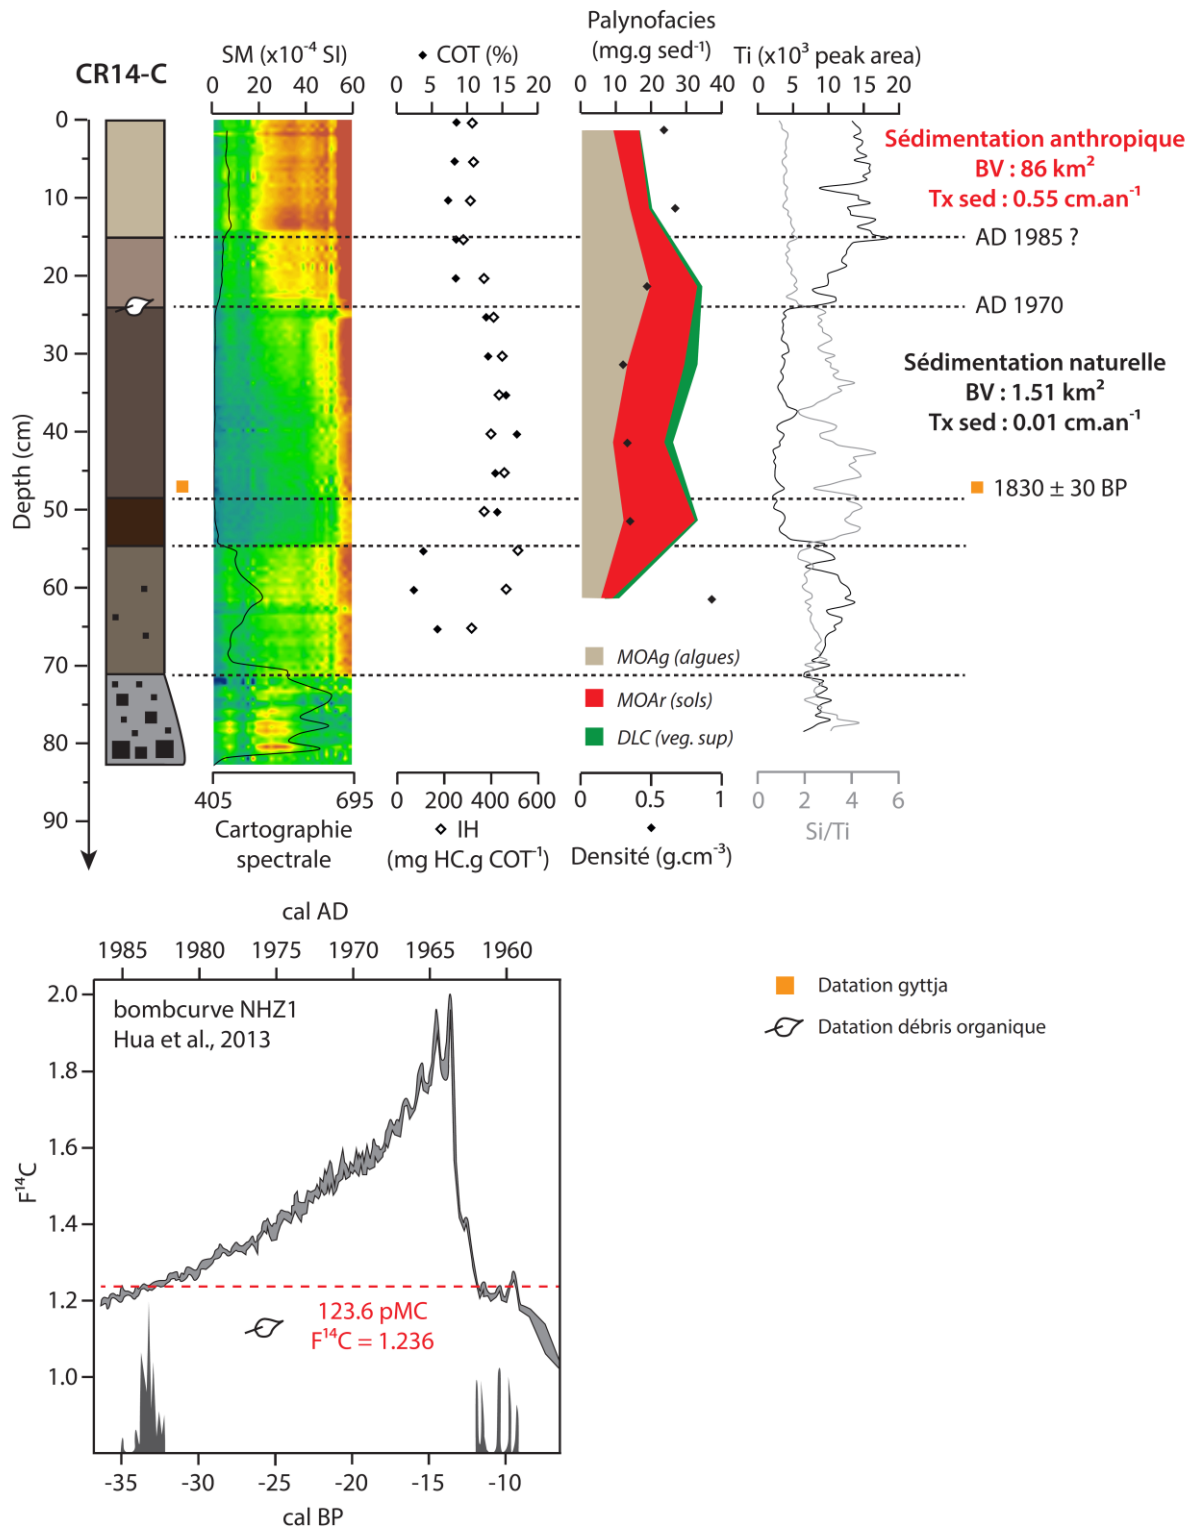 CR14-C
SM (x10⁻⁴ SI)
0 20 40 60
COT (%)
0 5 10 15 20
Palynofacies
(mg.g sed⁻¹)
0 10 20 30 40
Ti (x10³ peak area)
0 5 10 15 20
Depth (cm)
0
10
20
30
40
50
60
70
80
90
Sédimentation anthropique
BV : 86 km²
Tx sed : 0.55 cm.an⁻¹
AD 1985 ?
AD 1970
Sédimentation naturelle
BV : 1.51 km²
Tx sed : 0.01 cm.an⁻¹
1830 ± 30 BP
MOAg (algues)
MOAr (sols)
DLC (veg. sup)
405 695
Cartographie
spectrale
0 200 400 600
IH
(mg HC.g COT⁻¹)
0 0.5 1
Densité (g.cm⁻³)
0 2 4 6
Si/Ti
cal AD
1985 1980 1975 1970 1965 1960
bombcurve NHZ1
Hua et al., 2013
F¹⁴C
2.0
1.8
1.6
1.4
1.2
1.0
123.6 pMC
F¹⁴C = 1.236
-35 -30 -25 -20 -15 -10
cal BP
Datation gyttja
Datation débris organique